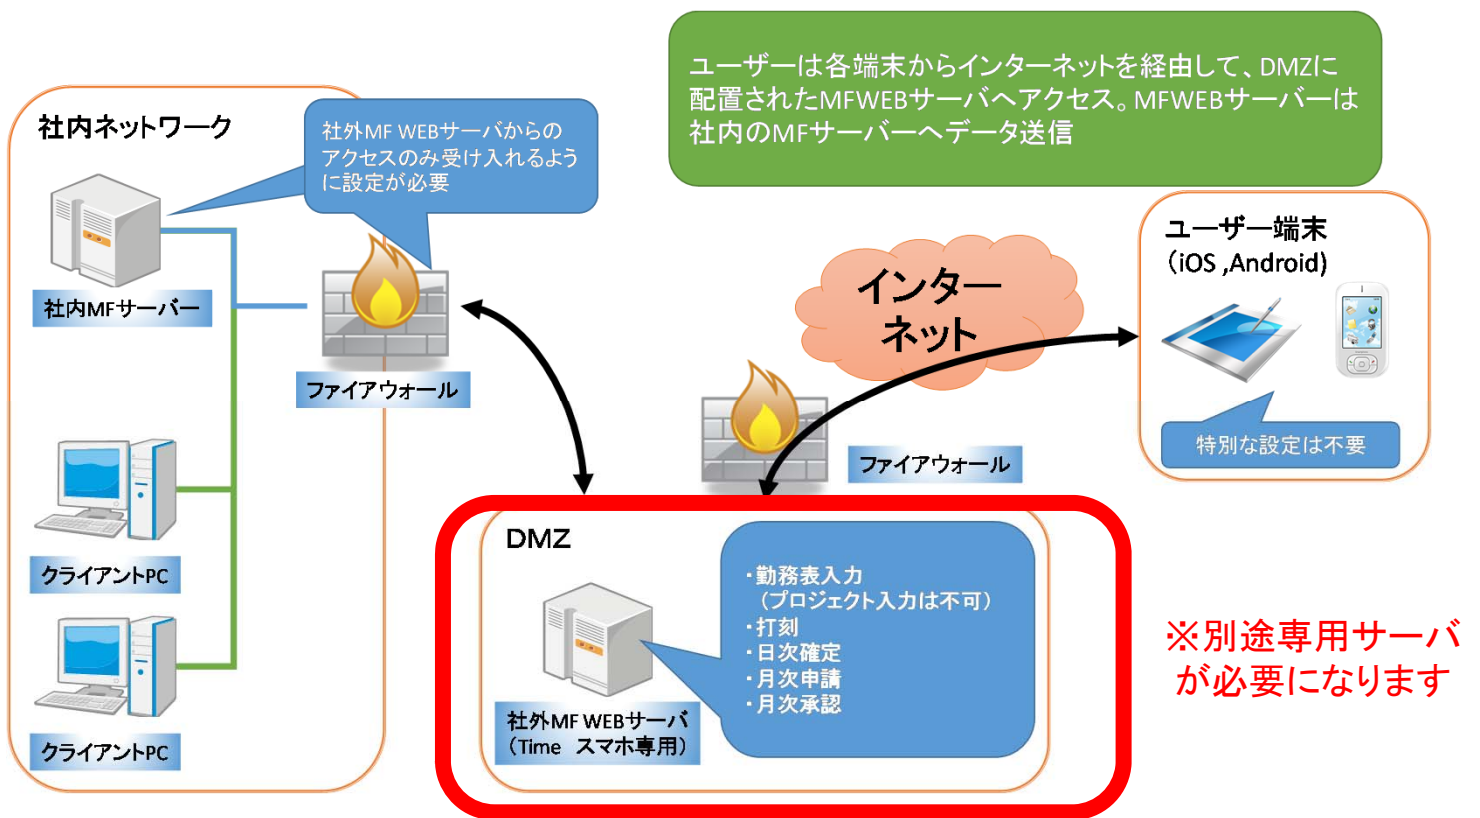 ユーザーは各端末からインターネットを経由して、DMZに
配置されたMFWEBサーバへアクセス。MFWEBサーバーは
社内のMFサーバーへデータ送信
社内ネットワーク
社外MF WEBサーバからの
アクセスのみ受け入れるよう
に設定が必要
社内MFサーバー
ファイアウォール
クライアントPC
クライアントPC
インター
ネット
ユーザー端末
（iOS ,Android)
特別な設定は不要
ファイアウォール
DMZ
・勤務表入力
（プロジェクト入力は不可）
・打刻
・日次確定
・月次申請
・月次承認
社外MF WEBサーバ
（Time　スマホ専用）
※別途専用サーバ
が必要になります